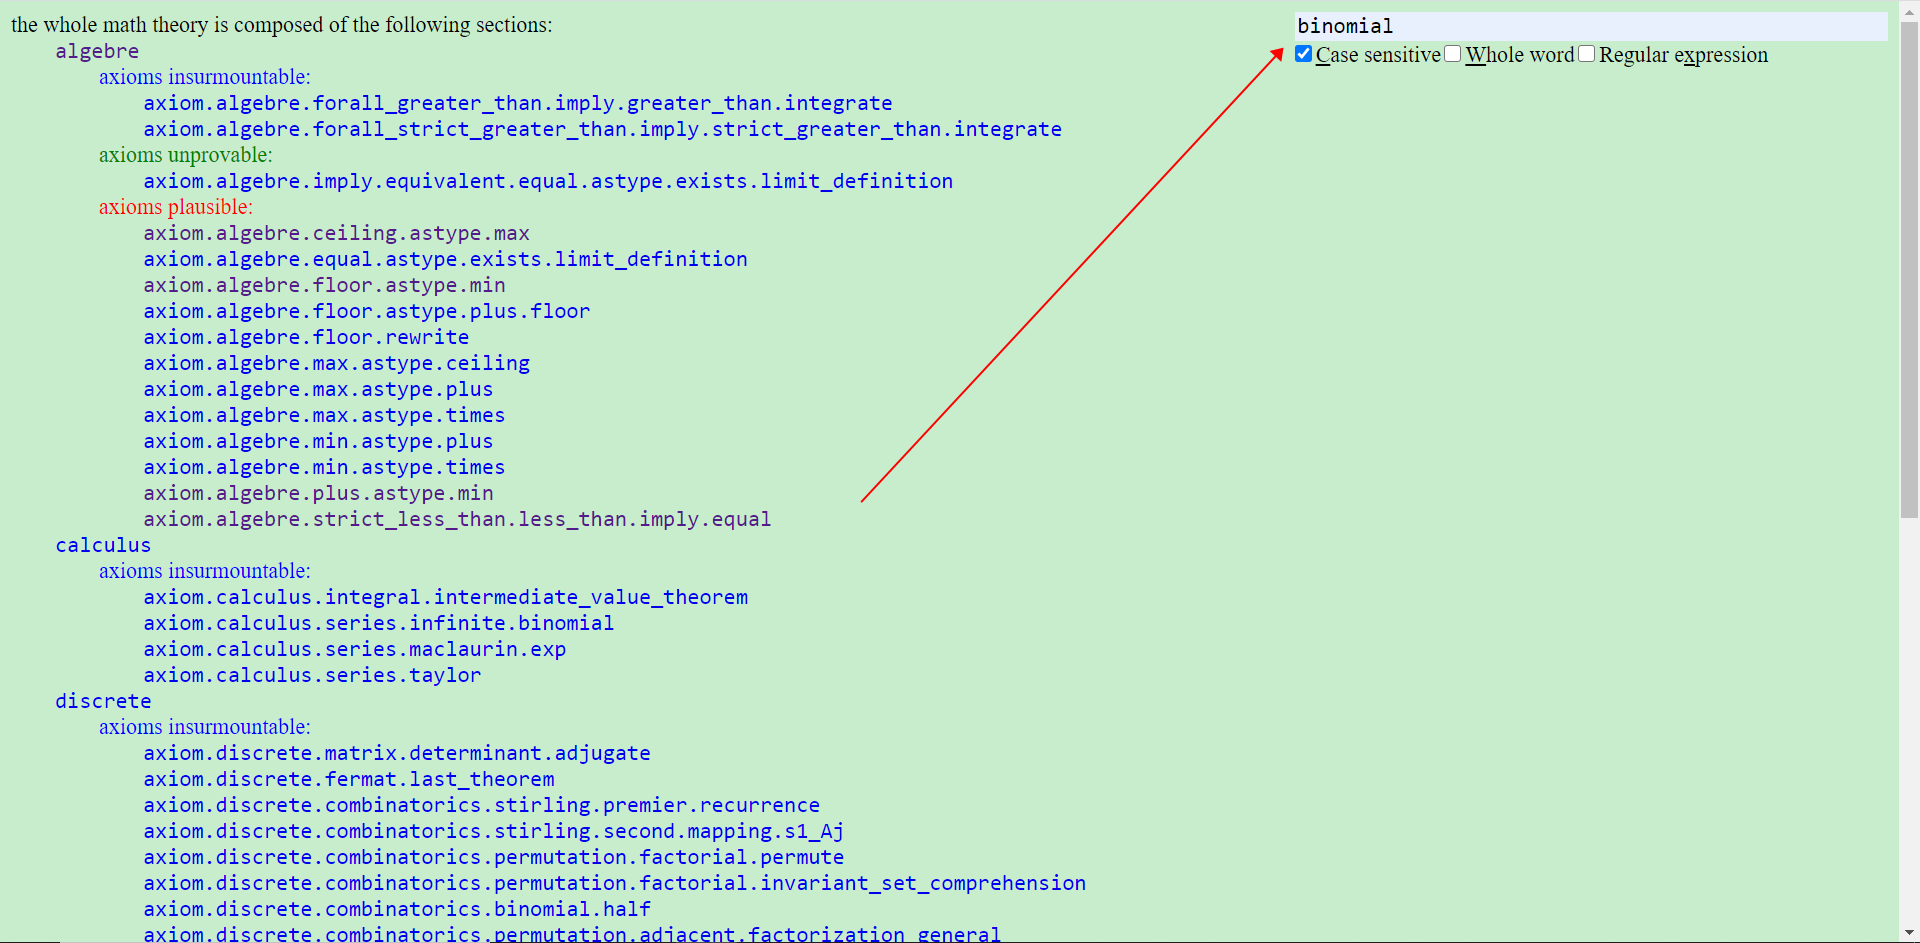 the whole math theory is composed of the following sections:
binomial
Case sensitive Whole word Regular expression
algebre
axioms insurmountable:
axiom.algebre.forall_greater_than.imply.greater_than.integrate
axiom.algebre.forall_strict_greater_than.imply.strict_greater_than.integrate
axioms unprovable:
axiom.algebre.imply.equivalent.equal.astype.exists.limit_definition
axioms plausible:
axiom.algebre.ceiling.astype.max
axiom.algebre.equal.astype.exists.limit_definition
axiom.algebre.floor.astype.min
axiom.algebre.floor.astype.plus.floor
axiom.algebre.floor.rewrite
axiom.algebre.max.astype.ceiling
axiom.algebre.max.astype.plus
axiom.algebre.max.astype.times
axiom.algebre.min.astype.plus
axiom.algebre.min.astype.times
axiom.algebre.plus.astype.min
axiom.algebre.strict_less_than.less_than.imply.equal
calculus
axioms insurmountable:
axiom.calculus.integral.intermediate_value_theorem
axiom.calculus.series.infinite.binomial
axiom.calculus.series.maclaurin.exp
axiom.calculus.series.taylor
discrete
axioms insurmountable:
axiom.discrete.matrix.determinant.adjugate
axiom.discrete.fermat.last_theorem
axiom.discrete.combinatorics.stirling.premier.recurrence
axiom.discrete.combinatorics.stirling.second.mapping.s1_Aj
axiom.discrete.combinatorics.permutation.factorial.permute
axiom.discrete.combinatorics.permutation.factorial.invariant_set_comprehension
axiom.discrete.combinatorics.binomial.half
axiom.discrete.combinatorics.permutation.adjacent.factorization_general